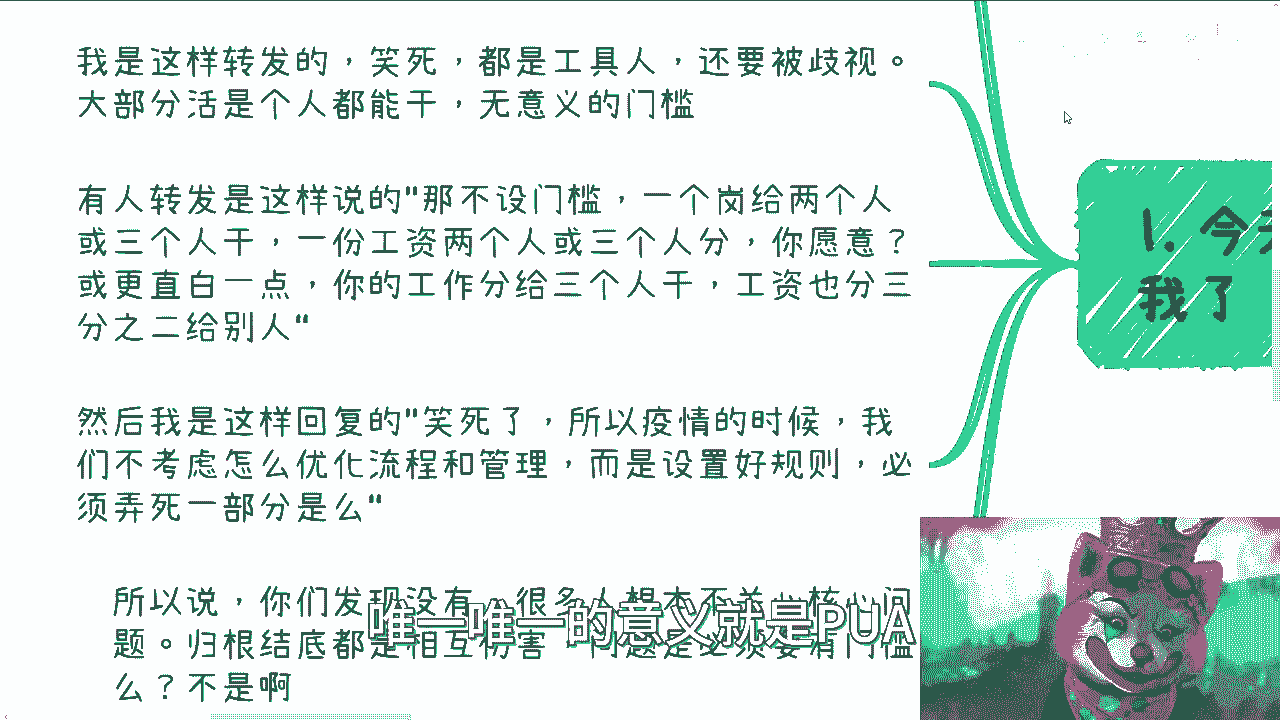 我是这样转发的，笑死，都是工具人，还要被歧视。
大部分活是个人都能干，无意义的门槛
有人转发是这样说的"那不设门槛，一个岗给两个人
或三个人干，一份工资两个人或三个人分，你愿意？
或更直白一点，你的工作分给三个人干，工资也分三
分之二给别人"
然后我是这样回复的"笑死了，所以疫情的时候，我
们不考虑怎么优化流程和管理，而是设置好规则，必
须弄死一部分是么"
所以说，你们发现没有，很多人根本不关心核心问
题。归根结底都是相互伤害，问题是必须要有门槛
么？不是啊
唯一唯一的意义就是PUA
1. 今天
我了